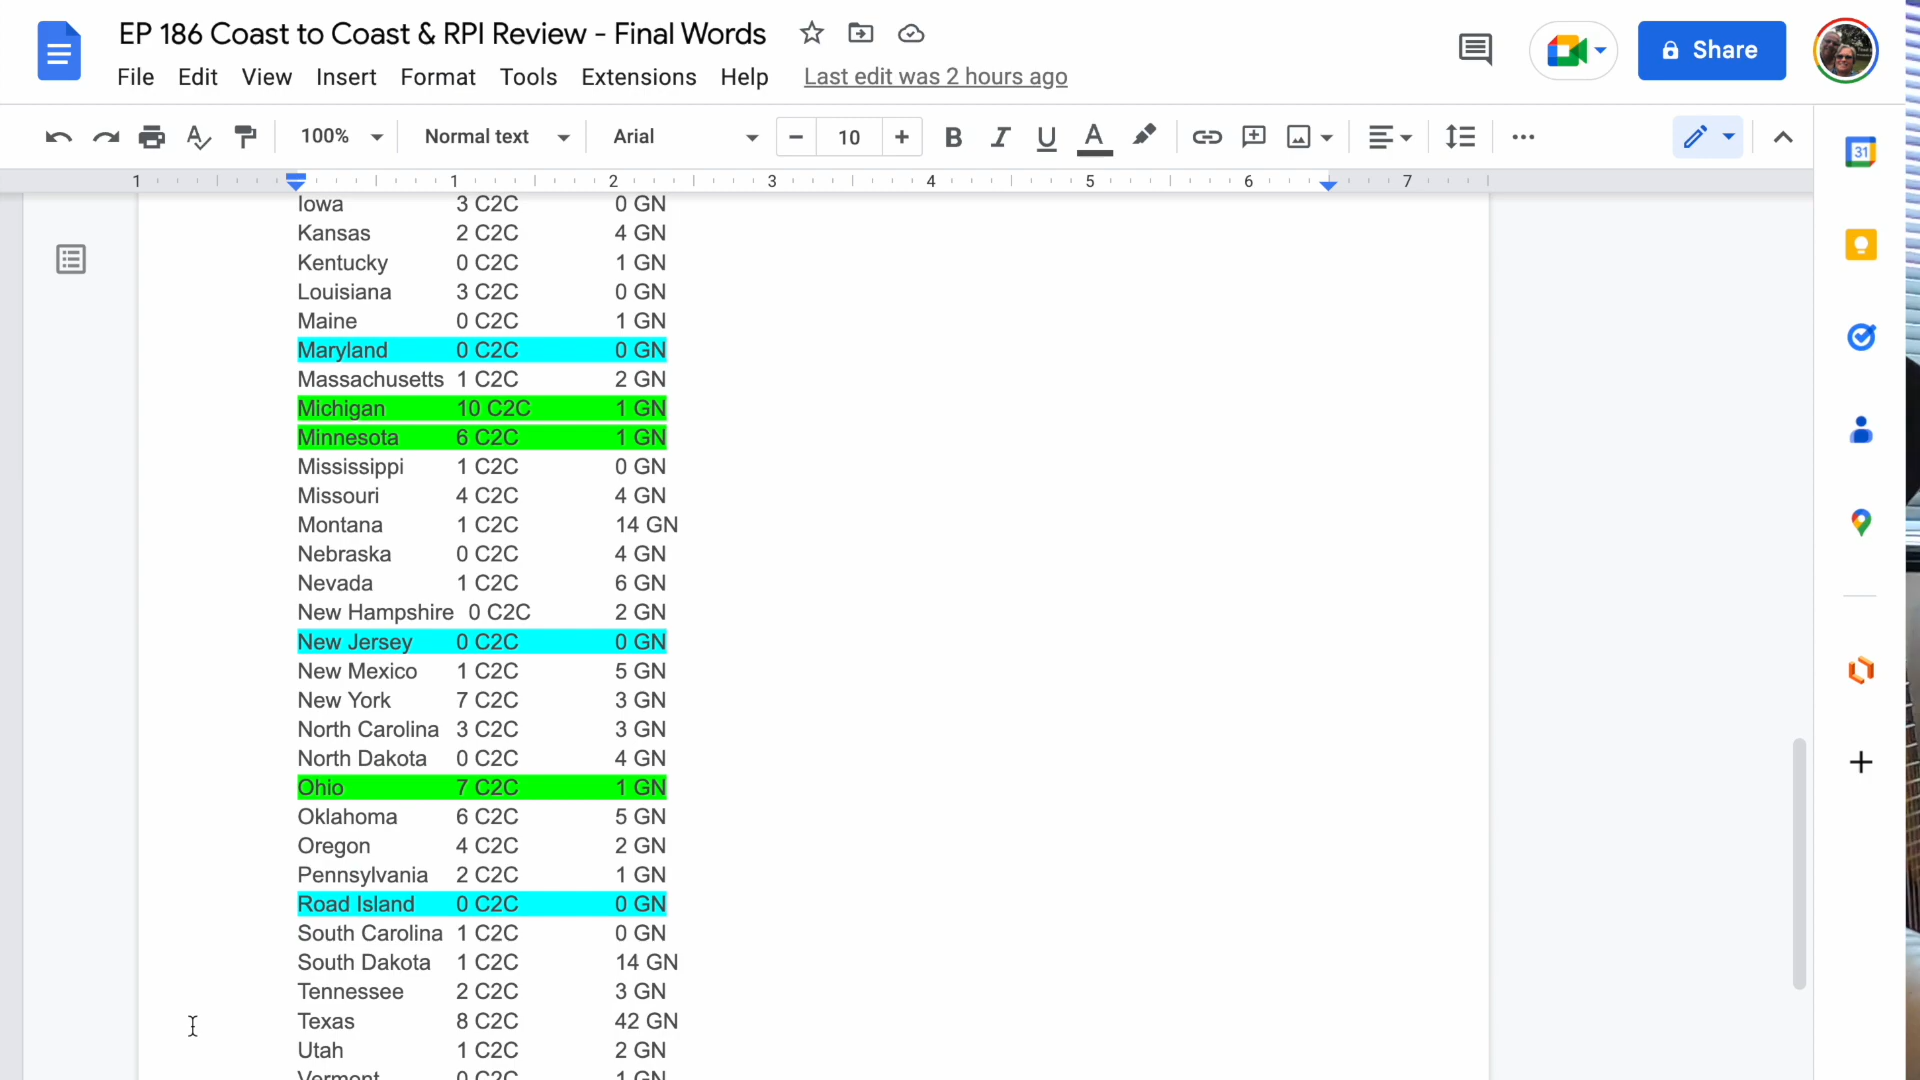 EP 186 Coast to Coast & RPI Review - Final Words
Share
File Edit View Insert Format Tools Extensions Help Last edit was 2 hours ago
100% Normal text Arial 10
1 1 2 3 4 5 6 7
31
Iowa 3 C2C 0 GN
Kansas 2 C2C 4 GN
Kentucky 0 C2C 1 GN
Louisiana 3 C2C 0 GN
Maine 0 C2C 1 GN
Maryland 0 C2C 0 GN
Massachusetts 1 C2C 2 GN
Michigan 10 C2C 1 GN
Minnesota 6 C2C 1 GN
Mississippi 1 C2C 0 GN
Missouri 4 C2C 4 GN
Montana 1 C2C 14 GN
Nebraska 0 C2C 4 GN
Nevada 1 C2C 6 GN
New Hampshire 0 C2C 2 GN
New Jersey 0 C2C 0 GN
New Mexico 1 C2C 5 GN
New York 7 C2C 3 GN
North Carolina 3 C2C 3 GN
North Dakota 0 C2C 4 GN
Ohio 7 C2C 1 GN
Oklahoma 6 C2C 5 GN
Oregon 4 C2C 2 GN
Pennsylvania 2 C2C 1 GN
Road Island 0 C2C 0 GN
South Carolina 1 C2C 0 GN
South Dakota 1 C2C 14 GN
Tennessee 2 C2C 3 GN
Texas 8 C2C 42 GN
Utah 1 C2C 2 GN
Vermont 0 C2C 1 GN